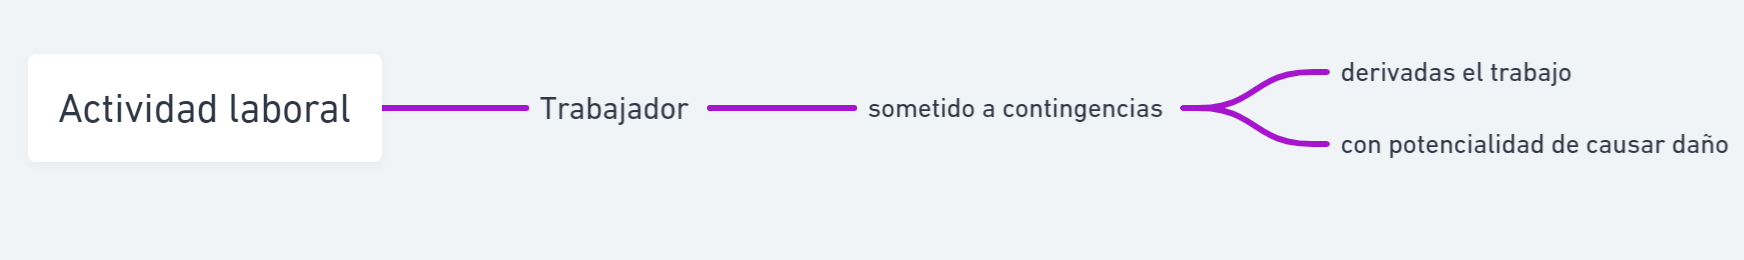 Actividad laboral
Trabajador
sometido a contingencias
derivadas el trabajo
con potencialidad de causar daño